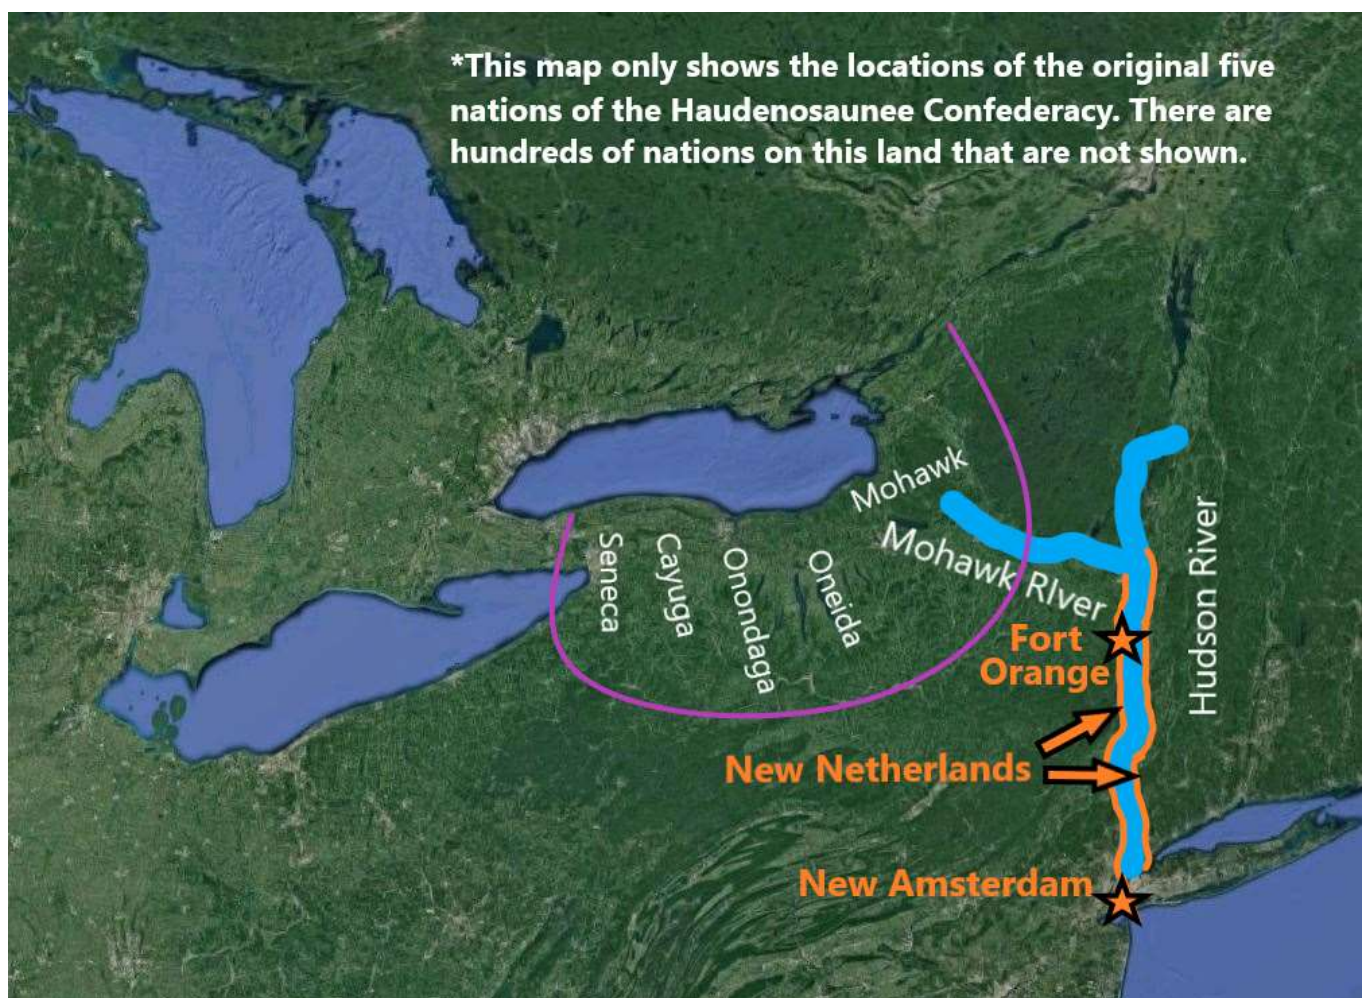 *This map only shows the locations of the original five
nations of the Haudenosaunee Confederacy. There are
hundreds of nations on this land that are not shown.
Mohawk
Mohawk RIver
Hudson River
Seneca
Cayuga
Onondaga
Oneida
Fort
Orange
New Netherlands
New Amsterdam